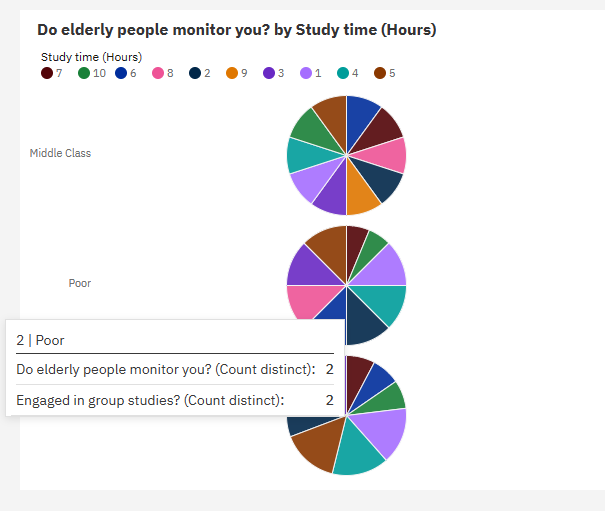 Do elderly people monitor you? by Study time (Hours)
Study time (Hours)
7 10 6 8 2 9 3 1 4 5
Middle Class
Poor
2 | Poor
Do elderly people monitor you? (Count distinct): 2
Engaged in group studies? (Count distinct): 2